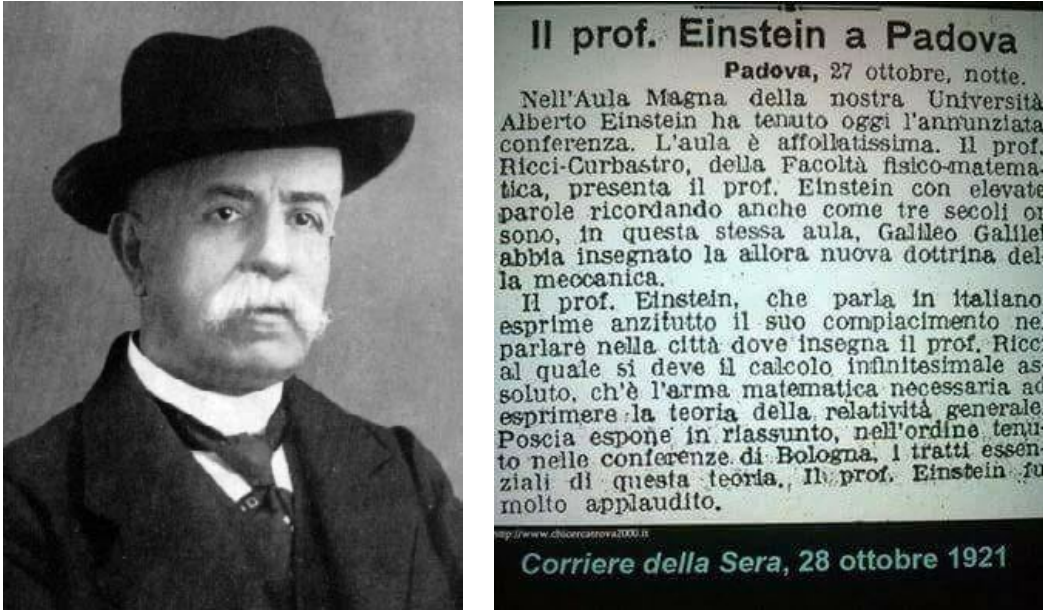 Il prof. Einstein a Padova
Padova, 27 ottobre, notte.
Nell'Aula Magna della nostra Università
Alberto Einstein ha tenuto oggi l'annunziata
conferenza. L'aula è affollatissima. Il prof.
Ricci-Curbastro, della Facoltà fisico-matema-
tica, presenta il prof. Einstein con elevate
parole ricordando anche come tre secoli or
sono, in questa stessa aula, Galileo Galilei
abbia insegnato la allora nuova dottrina del-
la meccanica.
Il prof. Einstein, che parla in italiano
esprime anzitutto il suo compiacimento nel
parlare nella città dove insegna il prof. Ricci
al quale si deve il calcolo infinitesimale as-
soluto, ch'è l'arma matematica necessaria ad
esprimere la teoria della relatività generale.
Poscia espone in riassunto, nell'ordine tenu-
to nelle conferenze di Bologna, i tratti essen-
ziali di questa teoria. Il prof. Einstein fu
molto applaudito.
http://www.chicercatrova2000.it
Corriere della Sera, 28 ottobre 1921